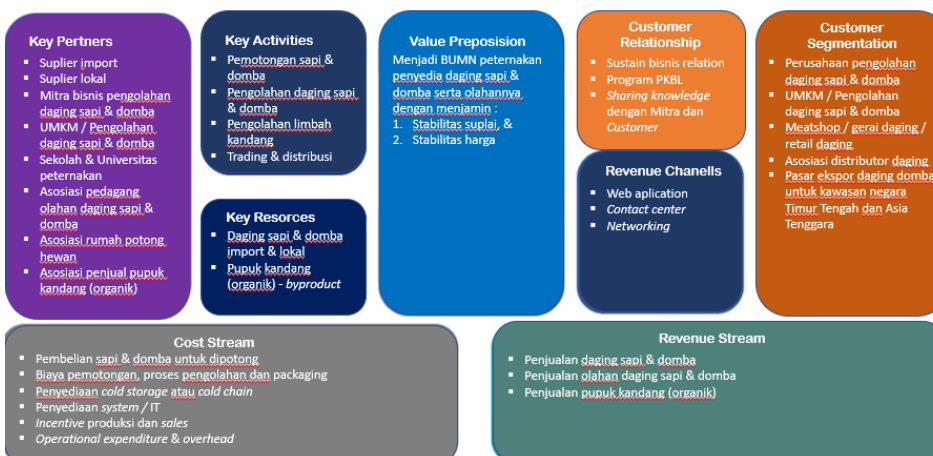 Key Pertners
Suplier import
Suplier lokal
Mitra bisnis pengolahan
daging sapi & domba
UMKM / Pengolahan
daging sapi & domba
Sekolah & Universitas
peternakan
Asosiasi pedagang
olahan daging sapi &
domba
Asosiasi rumah potong
hewan
Asosiasi penjual pupuk
kandang (organik)
Key Activities
Pemotongan sapi &
domba
Pengolahan daging sapi
& domba
Pengolahan limbah
kandang
Trading & distribusi
Key Resorces
Daging sapi & domba
import & lokal
Pupuk kandang
(organik) - byproduct
Value Preposision
Menjadi BUMN peternakan
penyedia daging sapi &
domba serta olahannya
dengan menjamin :
1. Stabilitas suplai, &
2. Stabilitas harga
Customer
Relationship
Sustain bisnis relation
Program PKBL
Sharing knowledge
dengan Mitra dan
Customer
Revenue Chanells
Web aplication
Contact center
Networking
Customer
Segmentation
Perusahaan pengolahan
daging sapi & domba
UMKM / Pengolahan
daging sapi & domba
Meatshop / gerai daging /
retail daging
Asosiasi distributor daging
Pasar ekspor daging domba
untuk kawasan negara
Timur Tengah dan Asia
Tenggara
Cost Stream
Pembelian sapi & domba untuk dipotong
Biaya pemotongan, proses pengolahan dan packaging
Penyediaan cold storage atau cold chain
Penyediaan system / IT
Incentive produksi dan sales
Operational expenditure & overhead
Revenue Stream
Penjualan daging sapi & domba
Penjualan olahan daging sapi & domba
Penjualan pupuk kandang (organik)